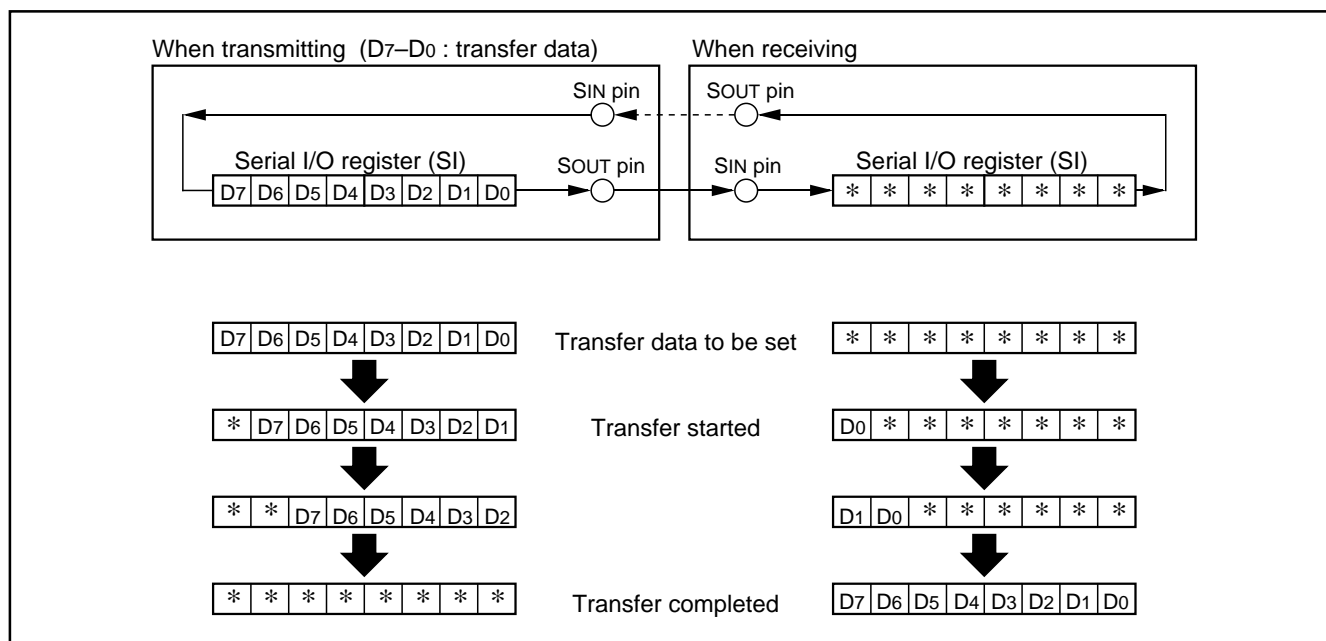 When transmitting (D7–D0 : transfer data)
When receiving
SIN pin
SOUT pin
Serial I/O register (SI)
SOUT pin
SIN pin
Serial I/O register (SI)
D7 D6 D5 D4 D3 D2 D1 D0
* * * * * * * *
D7 D6 D5 D4 D3 D2 D1 D0
Transfer data to be set
* * * * * * * *
* D7 D6 D5 D4 D3 D2 D1
Transfer started
D0 * * * * * * *
* * D7 D6 D5 D4 D3 D2
D1 D0 * * * * * *
* * * * * * * *
Transfer completed
D7 D6 D5 D4 D3 D2 D1 D0